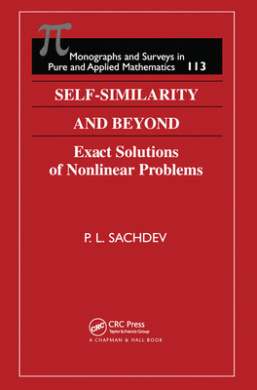 π
Monographs and Surveys in
Pure and Applied Mathematics 113
SELF-SIMILARITY
AND BEYOND
Exact Solutions
of Nonlinear Problems
P. L. SACHDEV
CRC Press
Taylor & Francis Group
A CHAPMAN & HALL BOOK